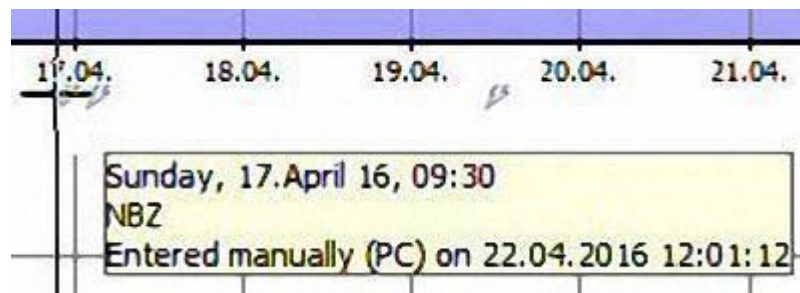 17.04. 18.04. 19.04. 20.04. 21.04.
Sunday, 17.April 16, 09:30
NBZ
Entered manually (PC) on 22.04.2016 12:01:12